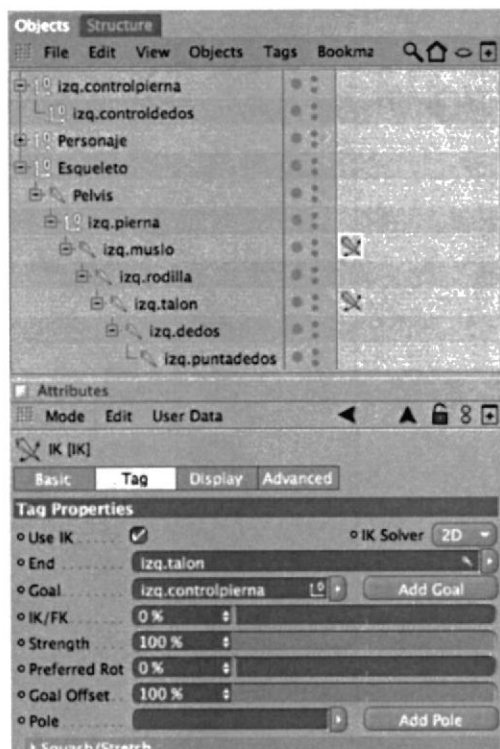 Objects Structure
File Edit View Objects Tags Bookma
izq.controlpierna
izq.controldedos
Personaje
Esqueleto
Pelvis
izq.pierna
izq.muslo
izq.rodilla
izq.talon
izq.dedos
izq.puntadedos
Attributes
Mode Edit User Data
IK [IK]
Basic Tag Display Advanced
Tag Properties
Use IK IK Solver 2D
End izq.talon
Goal izq.controlpierna Add Goal
IK/FK 0 %
Strength 100 %
Preferred Rot 0 %
Goal Offset 100 %
Pole Add Pole
Squash/Stretch